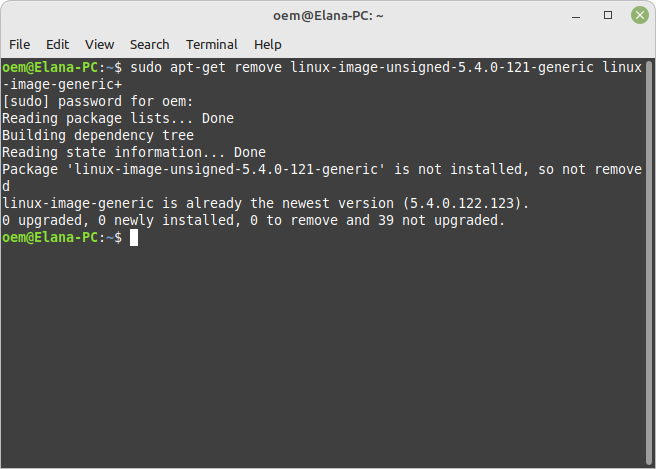 oem@Elana-PC: ~
File Edit View Search Terminal Help
oem@Elana-PC:~$ sudo apt-get remove linux-image-unsigned-5.4.0-121-generic linux
-image-generic+
[sudo] password for oem:
Reading package lists... Done
Building dependency tree
Reading state information... Done
Package 'linux-image-unsigned-5.4.0-121-generic' is not installed, so not remove
d
linux-image-generic is already the newest version (5.4.0.122.123).
0 upgraded, 0 newly installed, 0 to remove and 39 not upgraded.
oem@Elana-PC:~$